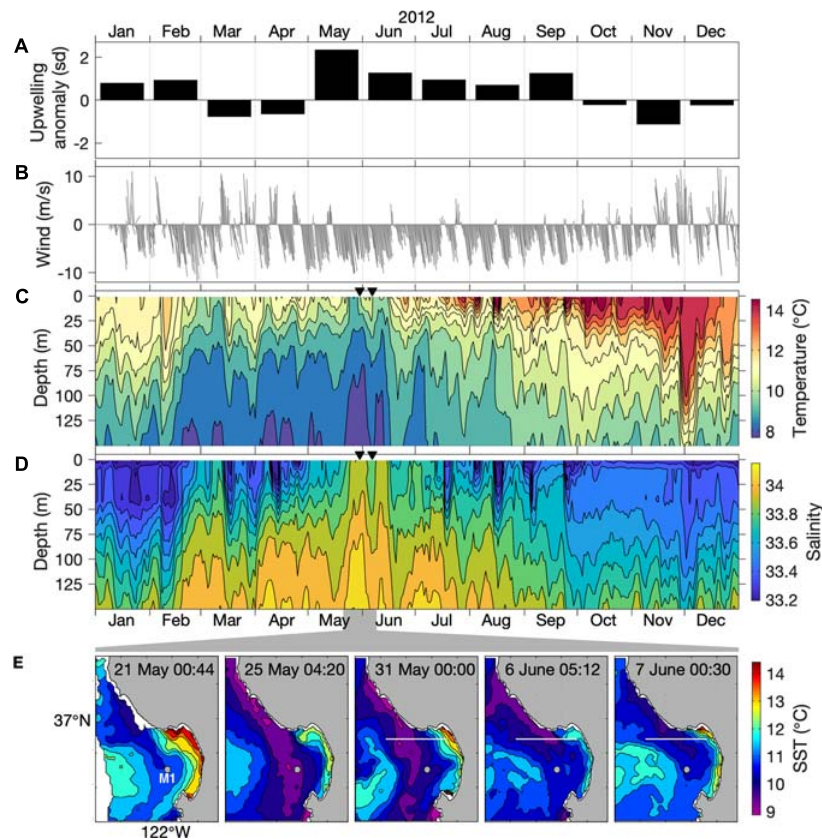 2012
Jan Feb Mar Apr May Jun Jul Aug Sep Oct Nov Dec
A
Upwelling
anomaly (sd)
2
0
-2
B
Wind (m/s)
10
0
-10
C
Depth (m)
0
25
50
75
100
125
14
12
10
8
Temperature (°C)
D
Depth (m)
0
25
50
75
100
125
34
33.8
33.6
33.4
33.2
Salinity
Jan Feb Mar Apr May Jun Jul Aug Sep Oct Nov Dec
E
21 May 00:44 25 May 04:20 31 May 00:00 6 June 05:12 7 June 00:30
37°N
M1
122°W
14
13
12
11
10
9
SST (°C)